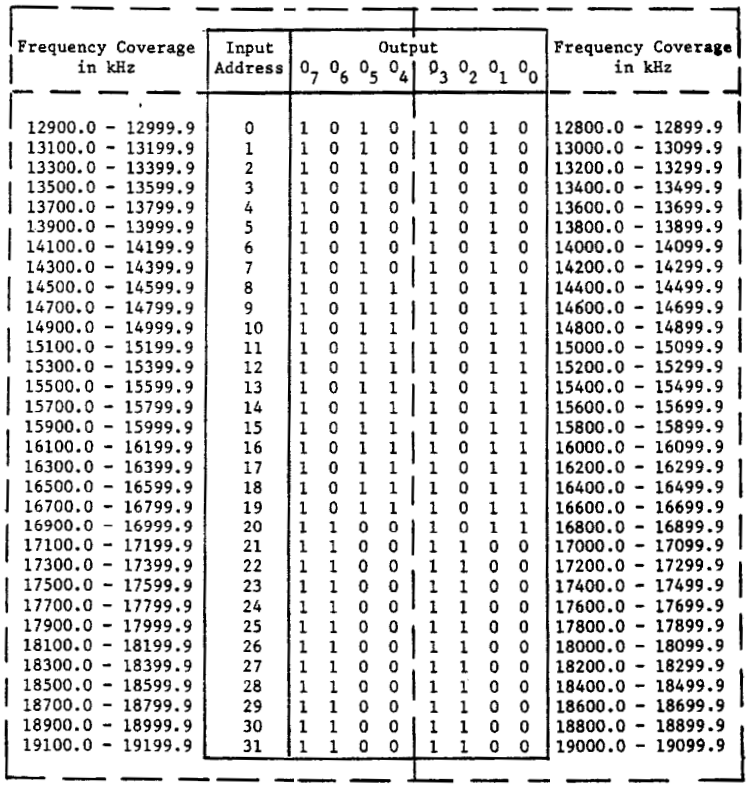 Frequency Coverage Input Output Frequency Coverage
in kHz Address O7 O6 O5 O4 O3 O2 O1 O0 in kHz
12900.0 - 12999.9 0 1 0 1 0 1 0 1 0 12800.0 - 12899.9
13100.0 - 13199.9 1 1 0 1 0 1 0 1 0 13000.0 - 13099.9
13300.0 - 13399.9 2 1 0 1 0 1 0 1 0 13200.0 - 13299.9
13500.0 - 13599.9 3 1 0 1 0 1 0 1 0 13400.0 - 13499.9
13700.0 - 13799.9 4 1 0 1 0 1 0 1 0 13600.0 - 13699.9
13900.0 - 13999.9 5 1 0 1 0 1 0 1 0 13800.0 - 13899.9
14100.0 - 14199.9 6 1 0 1 0 1 0 1 0 14000.0 - 14099.9
14300.0 - 14399.9 7 1 0 1 0 1 0 1 0 14200.0 - 14299.9
14500.0 - 14599.9 8 1 0 1 1 1 0 1 1 14400.0 - 14499.9
14700.0 - 14799.9 9 1 0 1 1 1 0 1 1 14600.0 - 14699.9
14900.0 - 14999.9 10 1 0 1 1 1 0 1 1 14800.0 - 14899.9
15100.0 - 15199.9 11 1 0 1 1 1 0 1 1 15000.0 - 15099.9
15300.0 - 15399.9 12 1 0 1 1 1 0 1 1 15200.0 - 15299.9
15500.0 - 15599.9 13 1 0 1 1 1 0 1 1 15400.0 - 15499.9
15700.0 - 15799.9 14 1 0 1 1 1 0 1 1 15600.0 - 15699.9
15900.0 - 15999.9 15 1 0 1 1 1 0 1 1 15800.0 - 15899.9
16100.0 - 16199.9 16 1 0 1 1 1 0 1 1 16000.0 - 16099.9
16300.0 - 16399.9 17 1 0 1 1 1 0 1 1 16200.0 - 16299.9
16500.0 - 16599.9 18 1 0 1 1 1 0 1 1 16400.0 - 16499.9
16700.0 - 16799.9 19 1 0 1 1 1 0 1 1 16600.0 - 16699.9
16900.0 - 16999.9 20 1 1 0 0 1 0 1 1 16800.0 - 16899.9
17100.0 - 17199.9 21 1 1 0 0 1 1 0 0 17000.0 - 17099.9
17300.0 - 17399.9 22 1 1 0 0 1 1 0 0 17200.0 - 17299.9
17500.0 - 17599.9 23 1 1 0 0 1 1 0 0 17400.0 - 17499.9
17700.0 - 17799.9 24 1 1 0 0 1 1 0 0 17600.0 - 17699.9
17900.0 - 17999.9 25 1 1 0 0 1 1 0 0 17800.0 - 17899.9
18100.0 - 18199.9 26 1 1 0 0 1 1 0 0 18000.0 - 18099.9
18300.0 - 18399.9 27 1 1 0 0 1 1 0 0 18200.0 - 18299.9
18500.0 - 18599.9 28 1 1 0 0 1 1 0 0 18400.0 - 18499.9
18700.0 - 18799.9 29 1 1 0 0 1 1 0 0 18600.0 - 18699.9
18900.0 - 18999.9 30 1 1 0 0 1 1 0 0 18800.0 - 18899.9
19100.0 - 19199.9 31 1 1 0 0 1 1 0 0 19000.0 - 19099.9